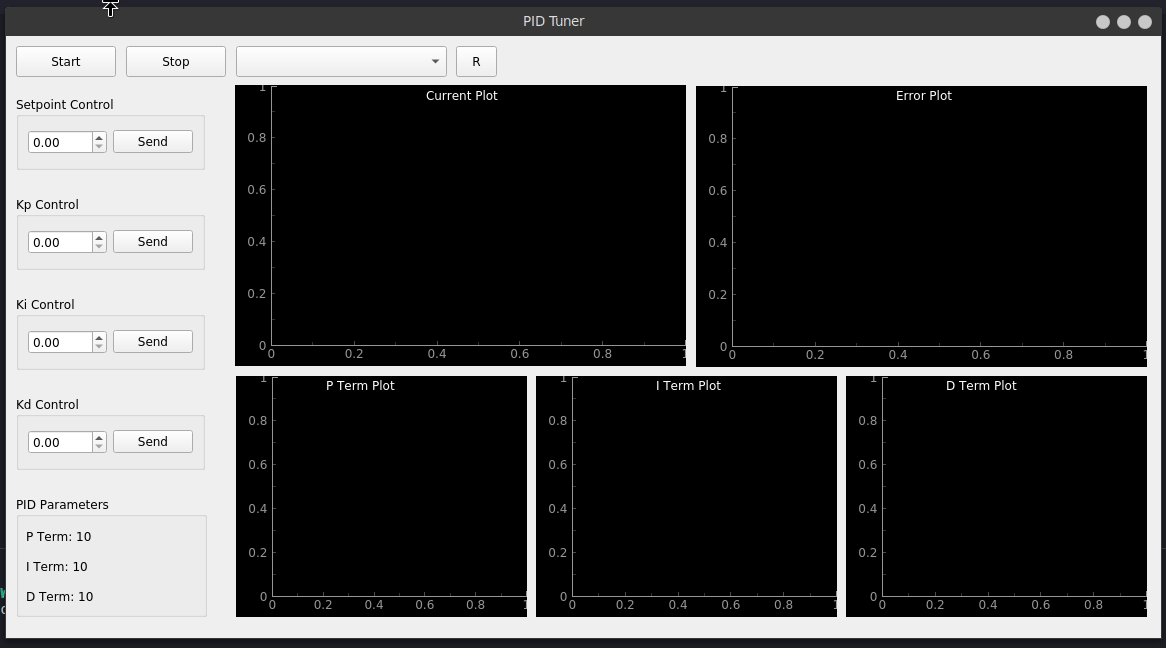 PID Tuner
Start Stop R
Setpoint Control
0.00 Send
Kp Control
0.00 Send
Ki Control
0.00 Send
Kd Control
0.00 Send
PID Parameters
P Term: 10
I Term: 10
D Term: 10
Current Plot
1
0.8
0.6
0.4
0.2
0
0 0.2 0.4 0.6 0.8 1
Error Plot
1
0.8
0.6
0.4
0.2
0
0 0.2 0.4 0.6 0.8 1
P Term Plot
1
0.8
0.6
0.4
0.2
0
0 0.2 0.4 0.6 0.8 1
I Term Plot
1
0.8
0.6
0.4
0.2
0
0 0.2 0.4 0.6 0.8 1
D Term Plot
1
0.8
0.6
0.4
0.2
0
0 0.2 0.4 0.6 0.8 1